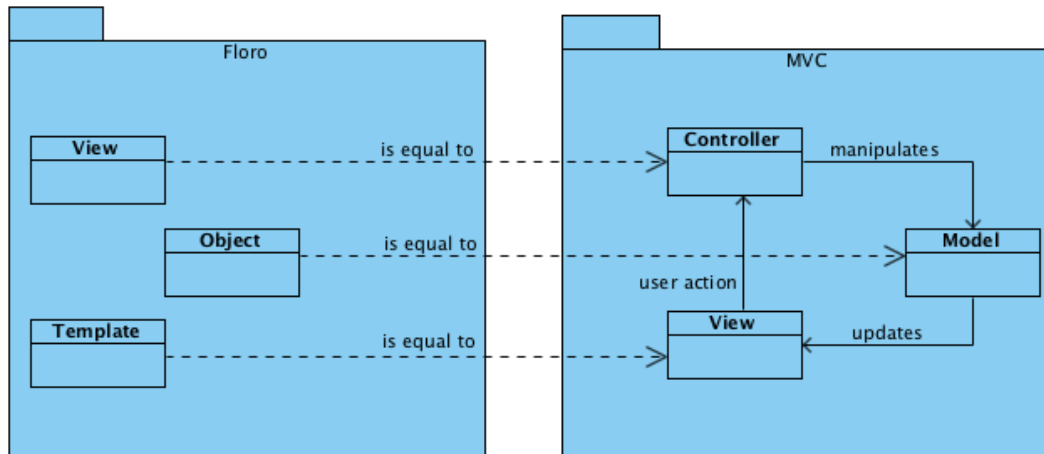 Floro
MVC
View
is equal to
Controller
manipulates
Object
is equal to
Model
user action
Template
is equal to
View
updates